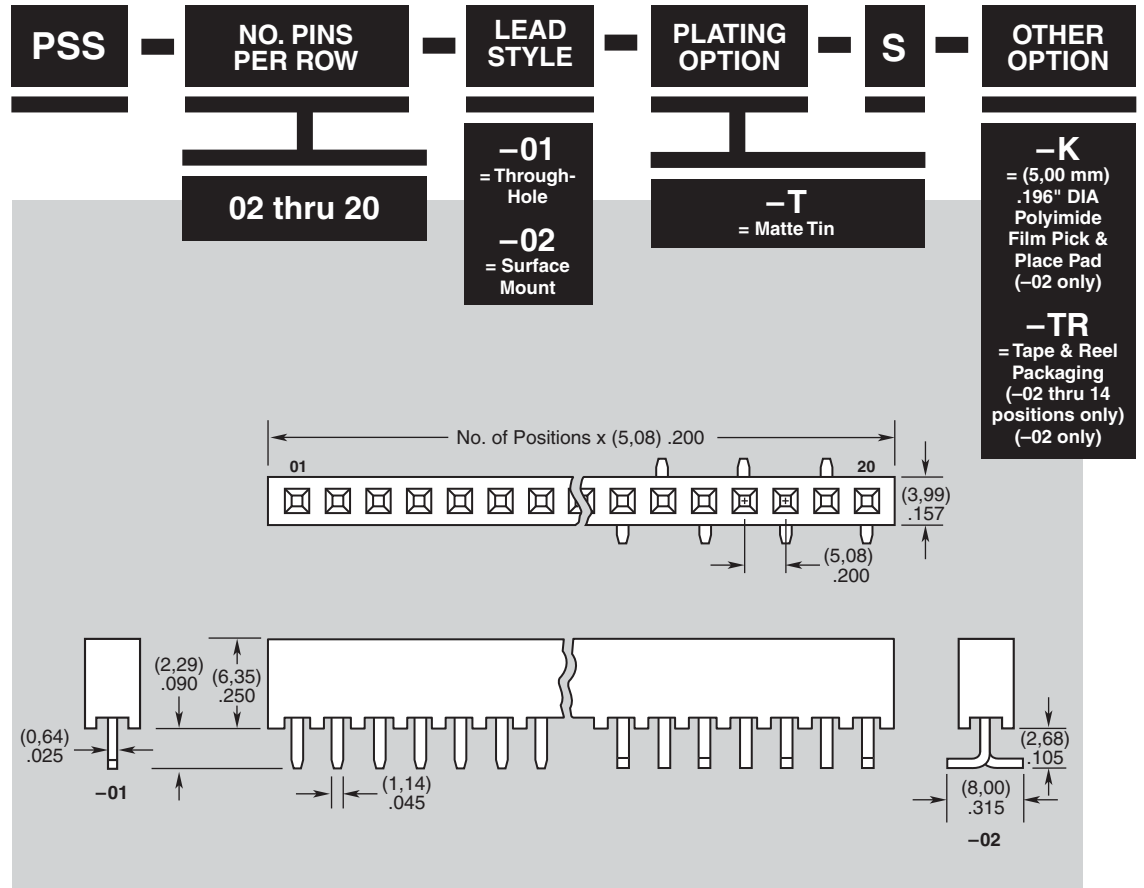 PSS
NO. PINS
PER ROW
LEAD
STYLE
PLATING
OPTION
S
OTHER
OPTION
02 thru 20
–01
= Through-
Hole
–02
= Surface
Mount
–T
= Matte Tin
–K
= (5,00 mm)
.196" DIA
Polyimide
Film Pick &
Place Pad
(–02 only)
–TR
= Tape & Reel
Packaging
(–02 thru 14
positions only)
(–02 only)
No. of Positions x (5,08) .200
01
20
(3,99)
.157
(5,08)
.200
(2,29)
.090
(6,35)
.250
(0,64)
.025
–01
(1,14)
.045
(2,68)
.105
(8,00)
.315
–02